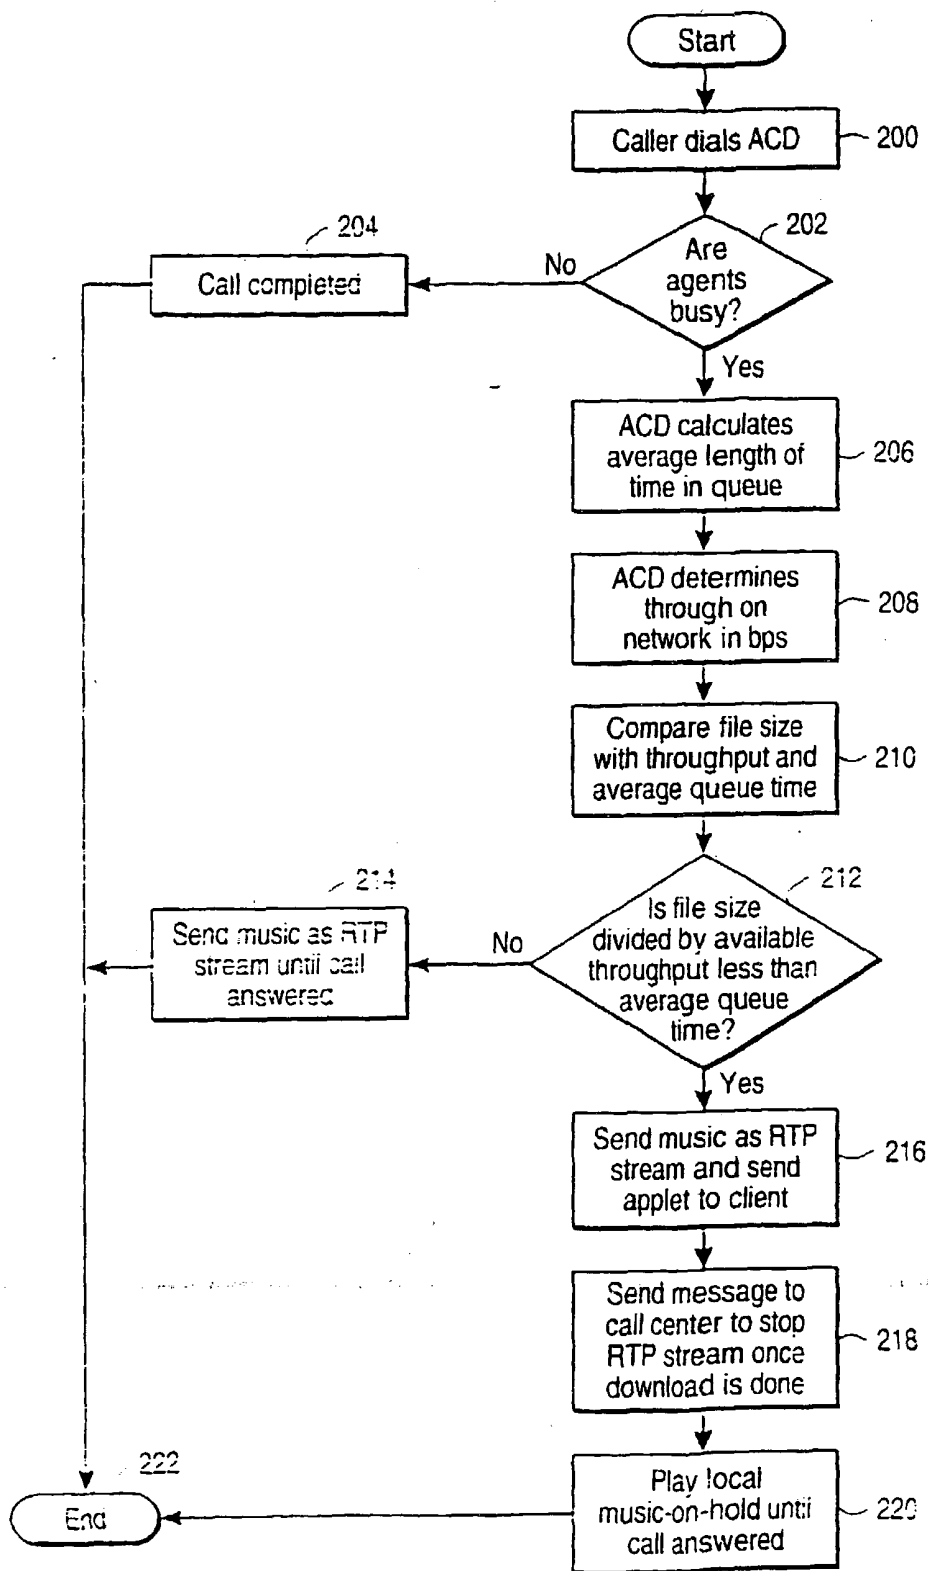 Start
Caller dials ACD
200
202
Are
agents
busy?
No
204
Call completed
Yes
ACD calculates
average length of
time in queue
206
ACD determines
through on
network in bps
208
Compare file size
with throughput and
average queue time
210
212
Is file size
divided by available
throughput less than
average queue
time?
No
214
Send music as RTP
stream until call
answered
Yes
Send music as RTP
stream and send
applet to client
216
Send message to
call center to stop
RTP stream once
download is done
218
Play local
music-on-hold until
call answered
220
222
End